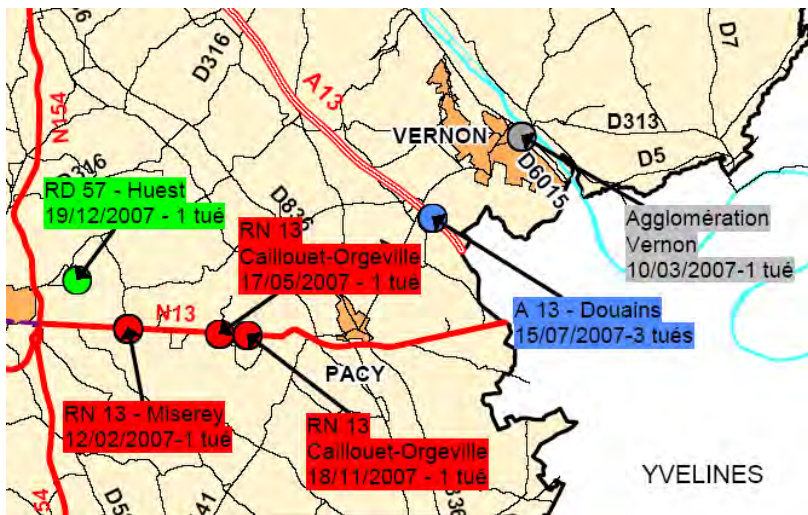 D316
D7
A13
N154
VERNON
D313
D5
D316
D6015
RD 57 - Huest
19/12/2007 - 1 tué
D836
RN 13
Caillouet-Orgeville
17/05/2007 - 1 tué
Agglomération
Vernon
10/03/2007-1 tué
N13
A 13 - Douains
15/07/2007-3 tués
PACY
RN 13 - Miserey
12/02/2007-1 tué
RN 13
Caillouet-Orgeville
18/11/2007 - 1 tué
YVELINES